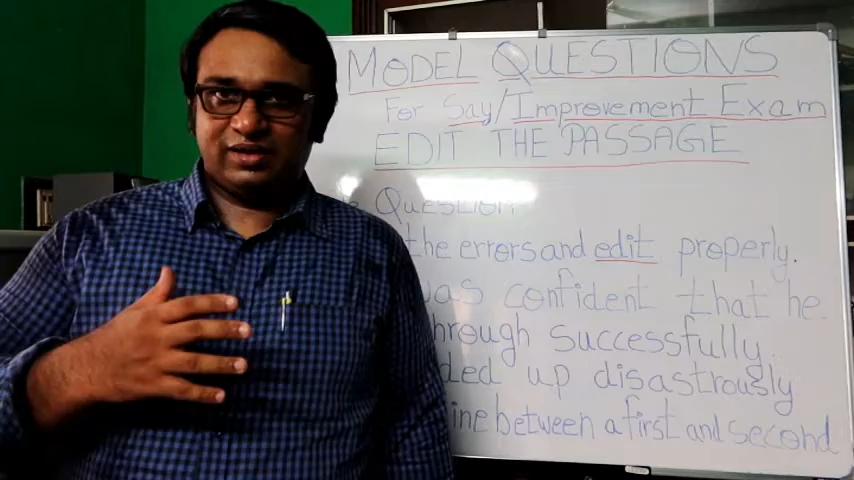 MODEL QUESTIONS
For Say/Improvement Exam
EDIT THE PASSAGE
QUESTION
the errors and edit properly.
was confident that he
through successfully.
ded up disastrously
ine between a first and second